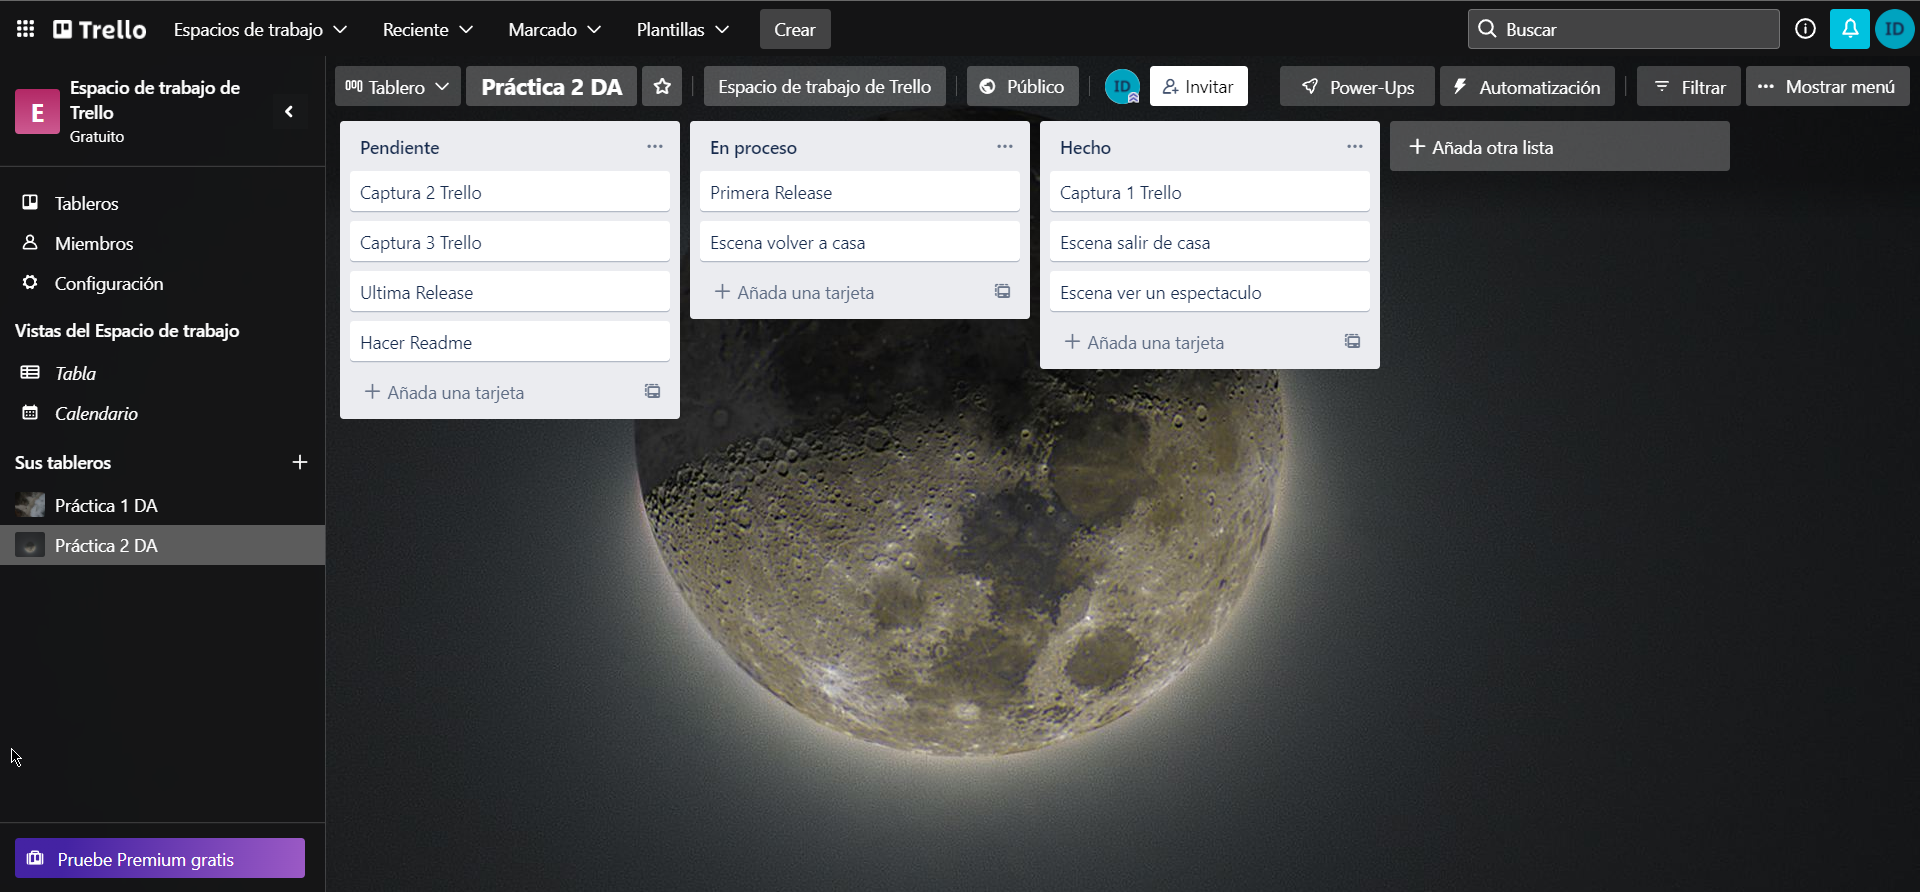 Trello
Espacios de trabajo
Reciente
Marcado
Plantillas
Crear
Buscar
ID
E
Espacio de trabajo de
Trello
Gratuito
Tablero
Práctica 2 DA
Espacio de trabajo de Trello
Público
ID
Invitar
Power-Ups
Automatización
Filtrar
Mostrar menú
Tableros
Miembros
Configuración
Vistas del Espacio de trabajo
Tabla
Calendario
Sus tableros
Práctica 1 DA
Práctica 2 DA
Pruebe Premium gratis
Pendiente
Captura 2 Trello
Captura 3 Trello
Ultima Release
Hacer Readme
Añada una tarjeta
En proceso
Primera Release
Escena volver a casa
Añada una tarjeta
Hecho
Captura 1 Trello
Escena salir de casa
Escena ver un espectaculo
Añada una tarjeta
Añada otra lista